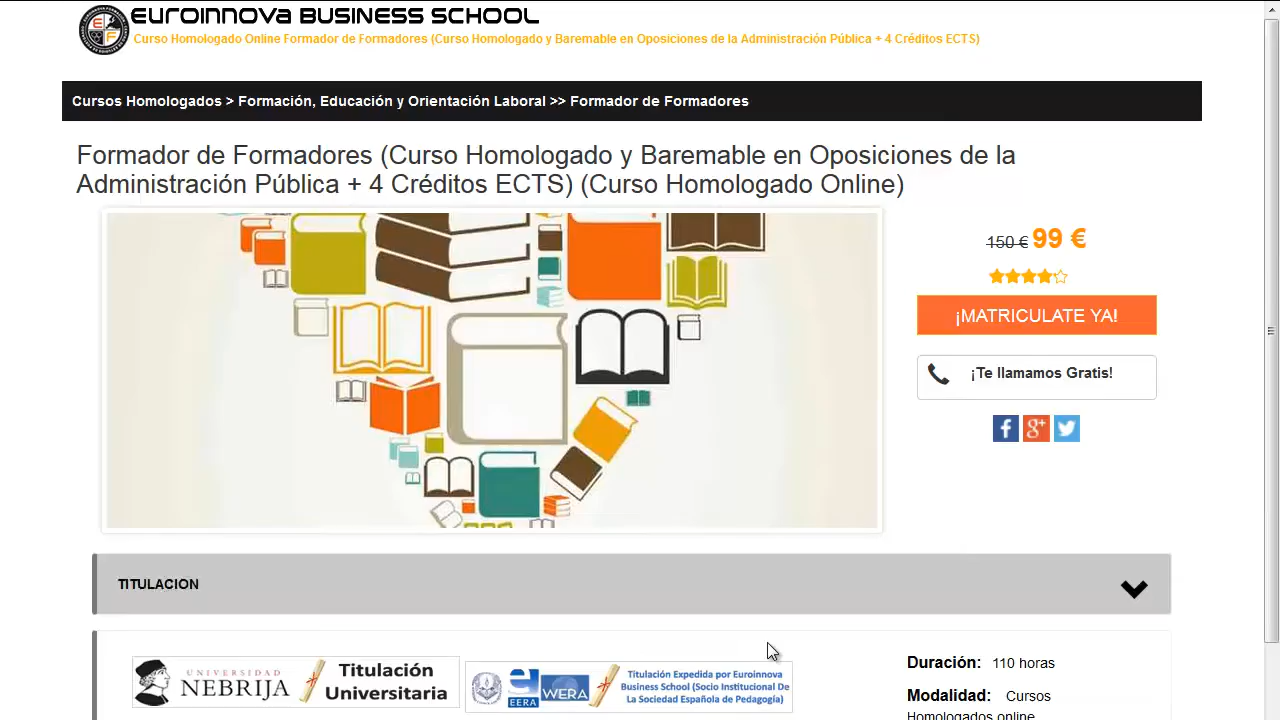 EUROINNOVA BUSINESS SCHOOL
Curso Homologado Online Formador de Formadores (Curso Homologado y Baremable en Oposiciones de la Administración Pública + 4 Créditos ECTS)
Cursos Homologados > Formación, Educación y Orientación Laboral >> Formador de Formadores
Formador de Formadores (Curso Homologado y Baremable en Oposiciones de la
Administración Pública + 4 Créditos ECTS) (Curso Homologado Online)
150 € 99 €
¡MATRICULATE YA!
¡Te llamamos Gratis!
TITULACION
UNIVERSIDAD
NEBRIJA
Titulación
Universitaria
EERA
WERA
Titulación Expedida por Euroinnova
Business School (Socio Institucional De
La Sociedad Española de Pedagogía)
Duración: 110 horas
Modalidad: Cursos
Homologados online